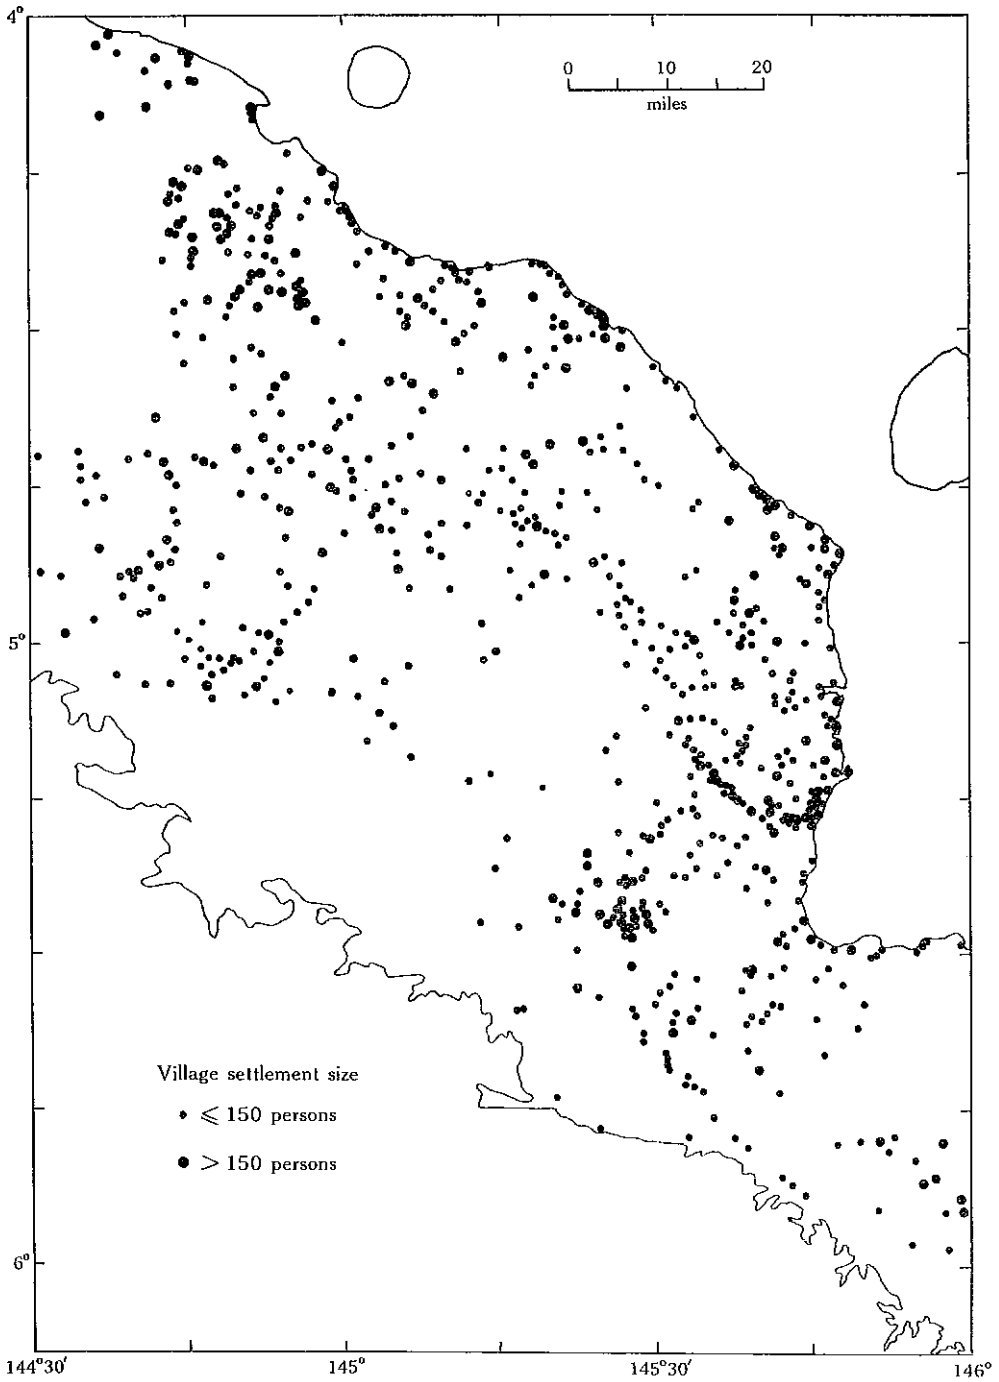 4°
0 10 20
miles
5°
Village settlement size
⩽ 150 persons
> 150 persons
6°
144°30′ 145° 145°30′ 146°